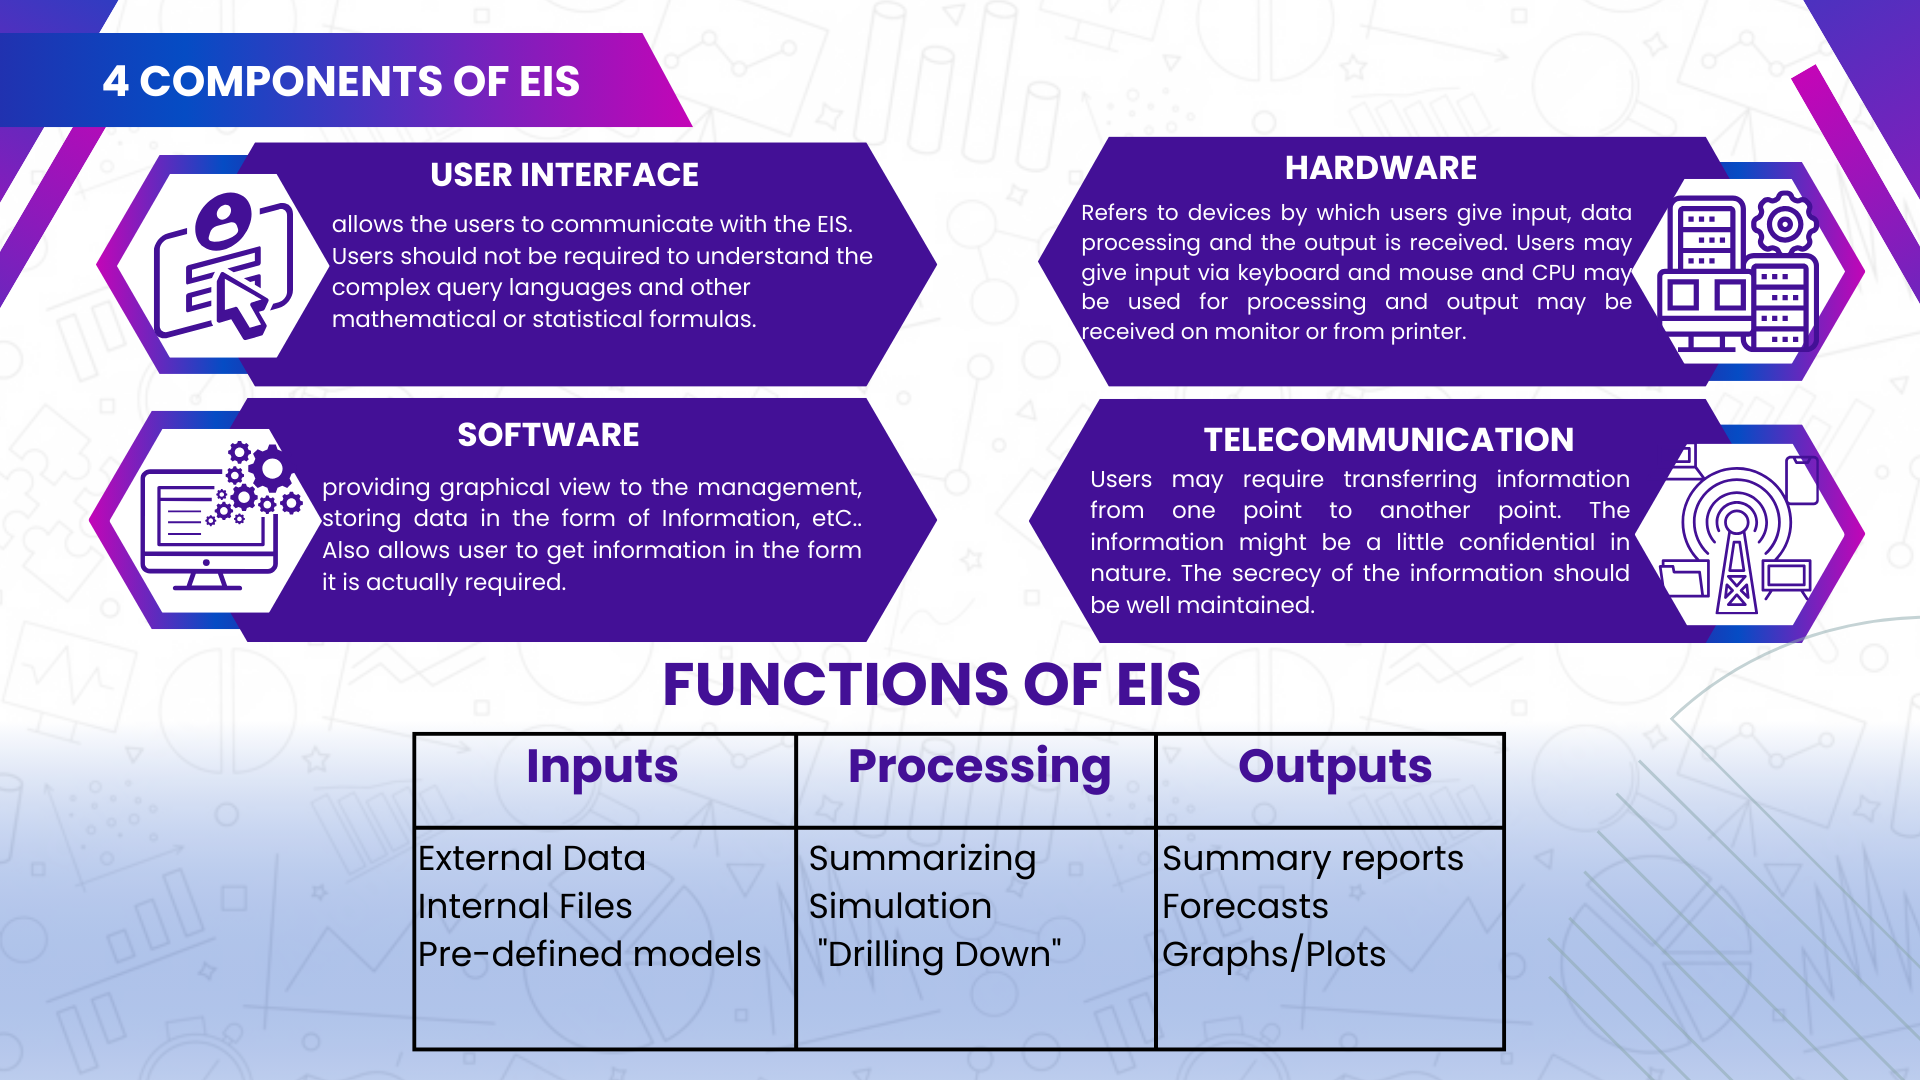 4 COMPONENTS OF EIS
USER INTERFACE
allows the users to communicate with the EIS.
Users should not be required to understand the
complex query languages and other
mathematical or statistical formulas.
HARDWARE
Refers to devices by which users give input, data
processing and the output is received. Users may
give input via keyboard and mouse and CPU may
be used for processing and output may be
received on monitor or from printer.
SOFTWARE
providing graphical view to the management,
storing data in the form of Information, etC..
Also allows user to get information in the form
it is actually required.
TELECOMMUNICATION
Users may require transferring information
from one point to another point. The
information might be a little confidential in
nature. The secrecy of the information should
be well maintained.
FUNCTIONS OF EIS
Inputs
Processing
Outputs
External Data
Internal Files
Pre-defined models
Summarizing
Simulation
"Drilling Down"
Summary reports
Forecasts
Graphs/Plots